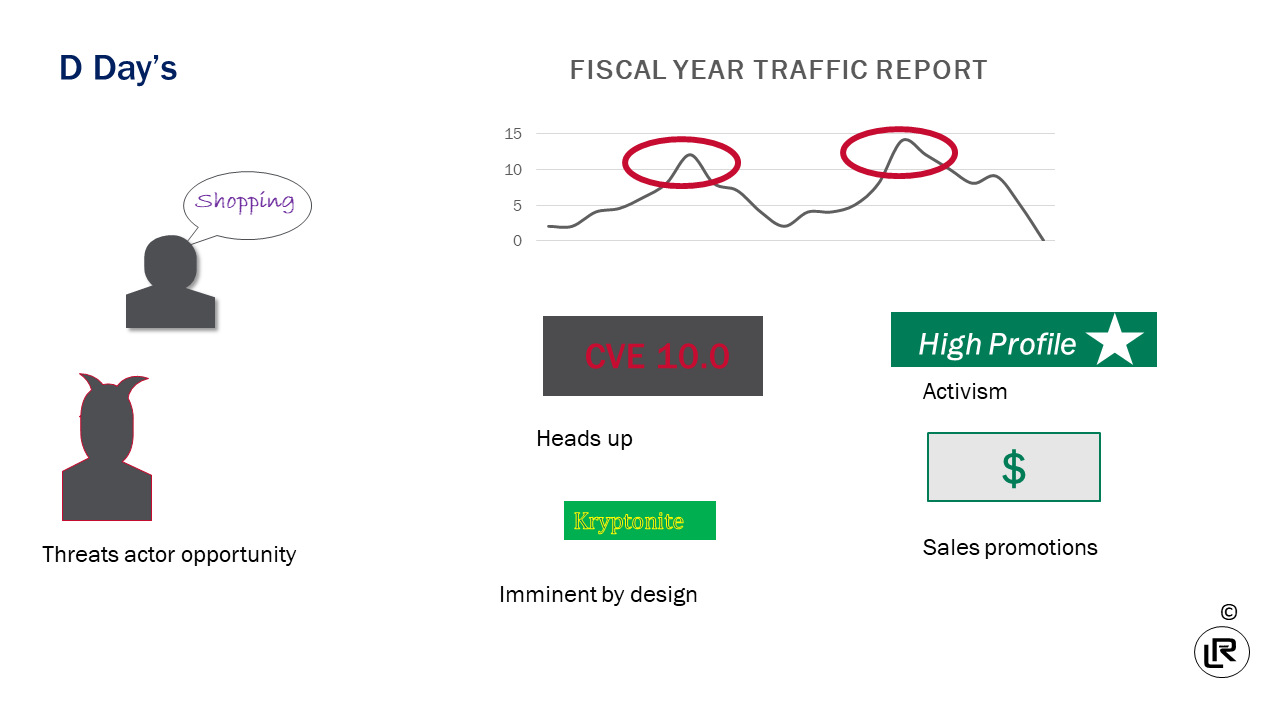 D Day’s
FISCAL YEAR TRAFFIC REPORT
15
10
5
0
Shopping
CVE 10.0
High Profile
Activism
Heads up
$
Kryptonite
Threats actor opportunity
Sales promotions
Imminent by design
©
LR